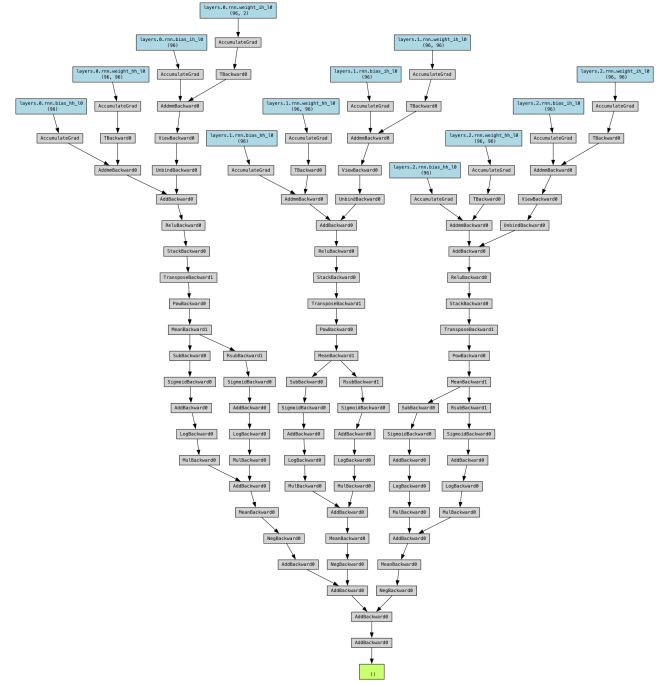 layers.0.rnn.weight_ih_l0
(96, 2)
layers.0.rnn.bias_ih_l0
(96)
AccumulateGrad
layers.1.rnn.weight_ih_l0
(96, 96)
layers.0.rnn.weight_hh_l0
(96, 96)
AccumulateGrad
TBackward0
layers.1.rnn.bias_ih_l0
(96)
AccumulateGrad
layers.2.rnn.weight_ih_l0
(96, 96)
layers.0.rnn.bias_hh_l0
(96)
AccumulateGrad
AddmmBackward0
layers.1.rnn.weight_hh_l0
(96, 96)
AccumulateGrad
TBackward0
layers.2.rnn.bias_ih_l0
(96)
AccumulateGrad
AccumulateGrad
TBackward0
ViewBackward0
layers.1.rnn.bias_hh_l0
(96)
AccumulateGrad
AddmmBackward0
layers.2.rnn.weight_hh_l0
(96, 96)
AccumulateGrad
TBackward0
AddmmBackward0
UnbindBackward0
AccumulateGrad
TBackward0
ViewBackward0
layers.2.rnn.bias_hh_l0
(96)
AccumulateGrad
AddmmBackward0
AddBackward0
AddmmBackward0
UnbindBackward0
AccumulateGrad
TBackward0
ViewBackward0
ReluBackward0
AddBackward0
AddmmBackward0
UnbindBackward0
StackBackward0
ReluBackward0
AddBackward0
TransposeBackward1
StackBackward0
ReluBackward0
PowBackward0
TransposeBackward1
StackBackward0
MeanBackward1
PowBackward0
TransposeBackward1
SubBackward0
RsubBackward1
MeanBackward1
PowBackward0
SigmoidBackward0
SigmoidBackward0
SubBackward0
RsubBackward1
MeanBackward1
AddBackward0
AddBackward0
SigmoidBackward0
SigmoidBackward0
SubBackward0
RsubBackward1
LogBackward0
LogBackward0
AddBackward0
AddBackward0
SigmoidBackward0
SigmoidBackward0
MulBackward0
MulBackward0
LogBackward0
LogBackward0
AddBackward0
AddBackward0
AddBackward0
MulBackward0
MulBackward0
LogBackward0
LogBackward0
MeanBackward0
AddBackward0
MulBackward0
MulBackward0
NegBackward0
MeanBackward0
AddBackward0
AddBackward0
NegBackward0
MeanBackward0
AddBackward0
NegBackward0
AddBackward0
AddBackward0
()